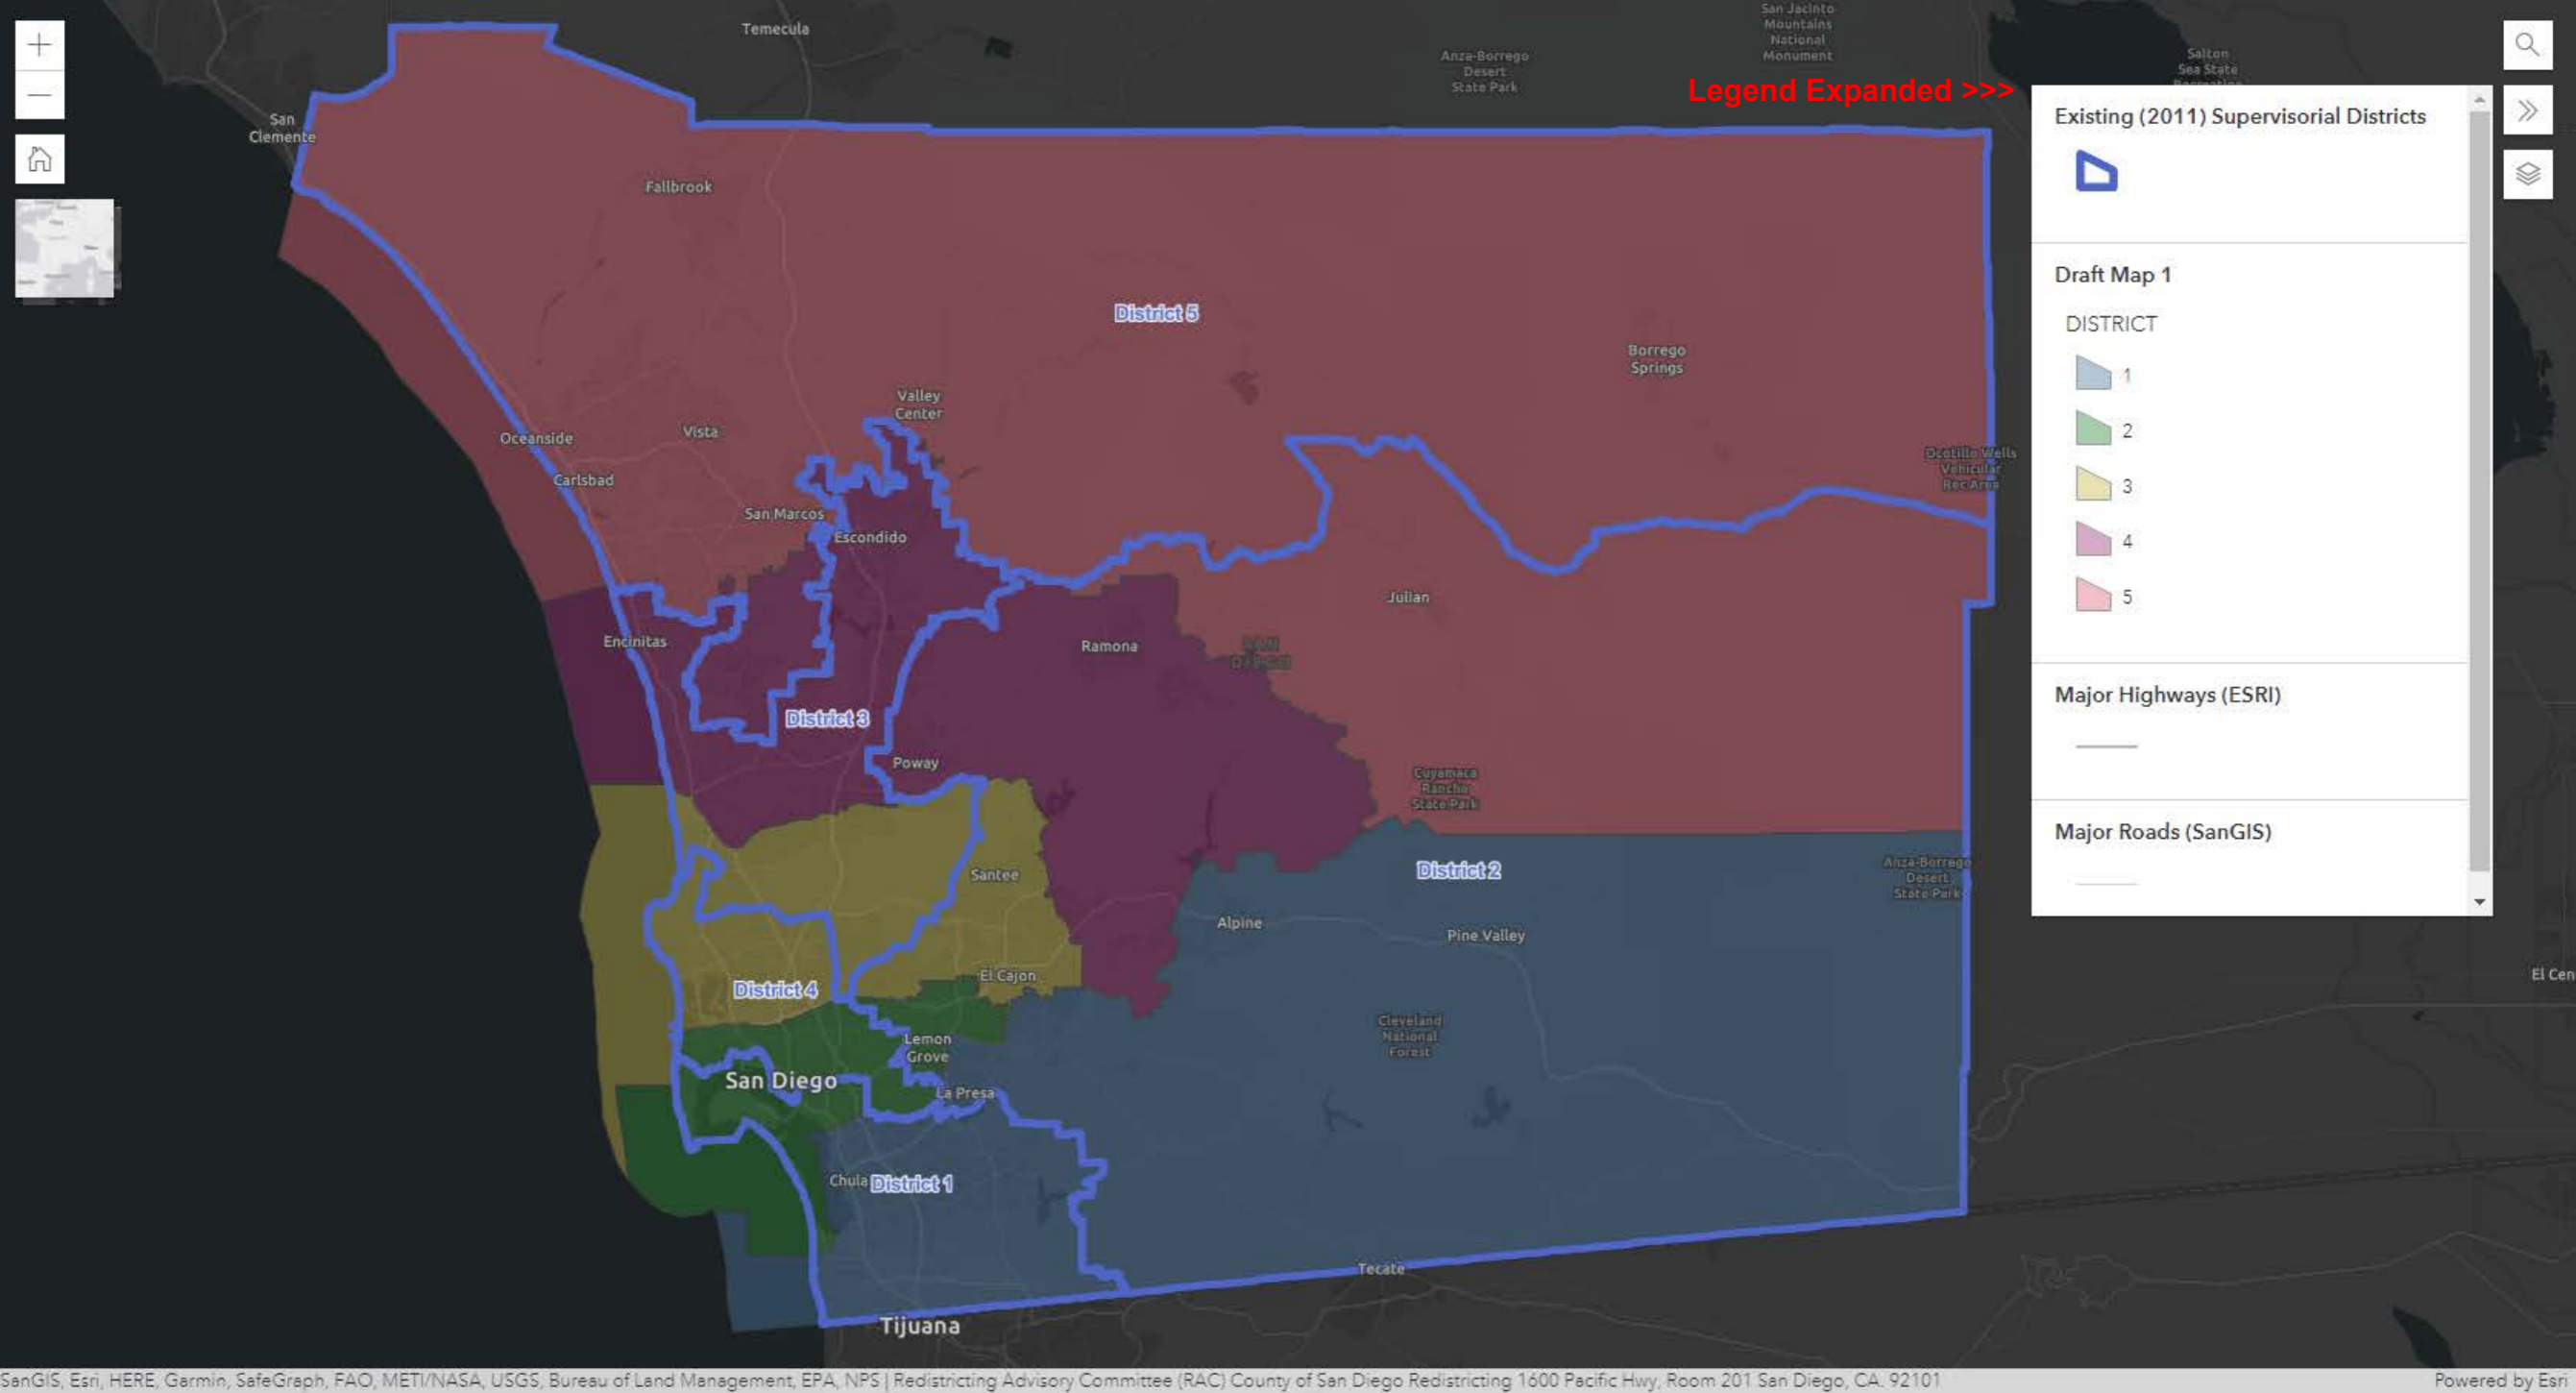 Temecula
San Jacinto
Mountains
National
Monument
Anza-Borrego
Desert
State Park
Salton
Sea State
Legend Expanded >>>
San
Clemente
Fallbrook
District 5
Borrego
Springs
Valley
Center
Oceanside
Vista
Carlsbad
Ocotillo Wells
Vehicular
Rec Area
San Marcos
Escondido
Julian
Encinitas
Ramona
District 3
Poway
Cuyamaca
Rancho
State Park
Santee
District 2
Anza-Borrego
Desert
State Park
Alpine
Pine Valley
El Cajon
District 4
El Cen
Lemon
Grove
Cleveland
National
Forest
San Diego
La Presa
Chula
District 1
Tecate
Tijuana
Existing (2011) Supervisorial Districts
Draft Map 1
DISTRICT
1
2
3
4
5
Major Highways (ESRI)
Major Roads (SanGIS)
SanGIS, Esri, HERE, Garmin, SafeGraph, FAO, METI/NASA, USGS, Bureau of Land Management, EPA, NPS | Redistricting Advisory Committee (RAC) County of San Diego Redistricting 1600 Pacific Hwy, Room 201 San Diego, CA. 92101
Powered by Esri